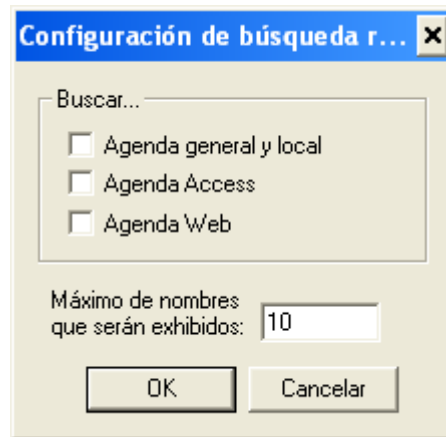 Configuración de búsqueda r...
Buscar...
Agenda general y local
Agenda Access
Agenda Web
Máximo de nombres
que serán exhibidos: 10
OK Cancelar